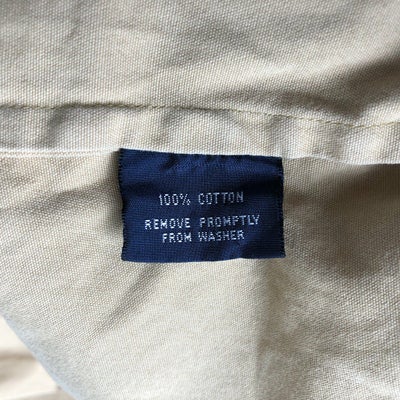 100% COTTON
REMOVE PROMPTLY
FROM WASHER